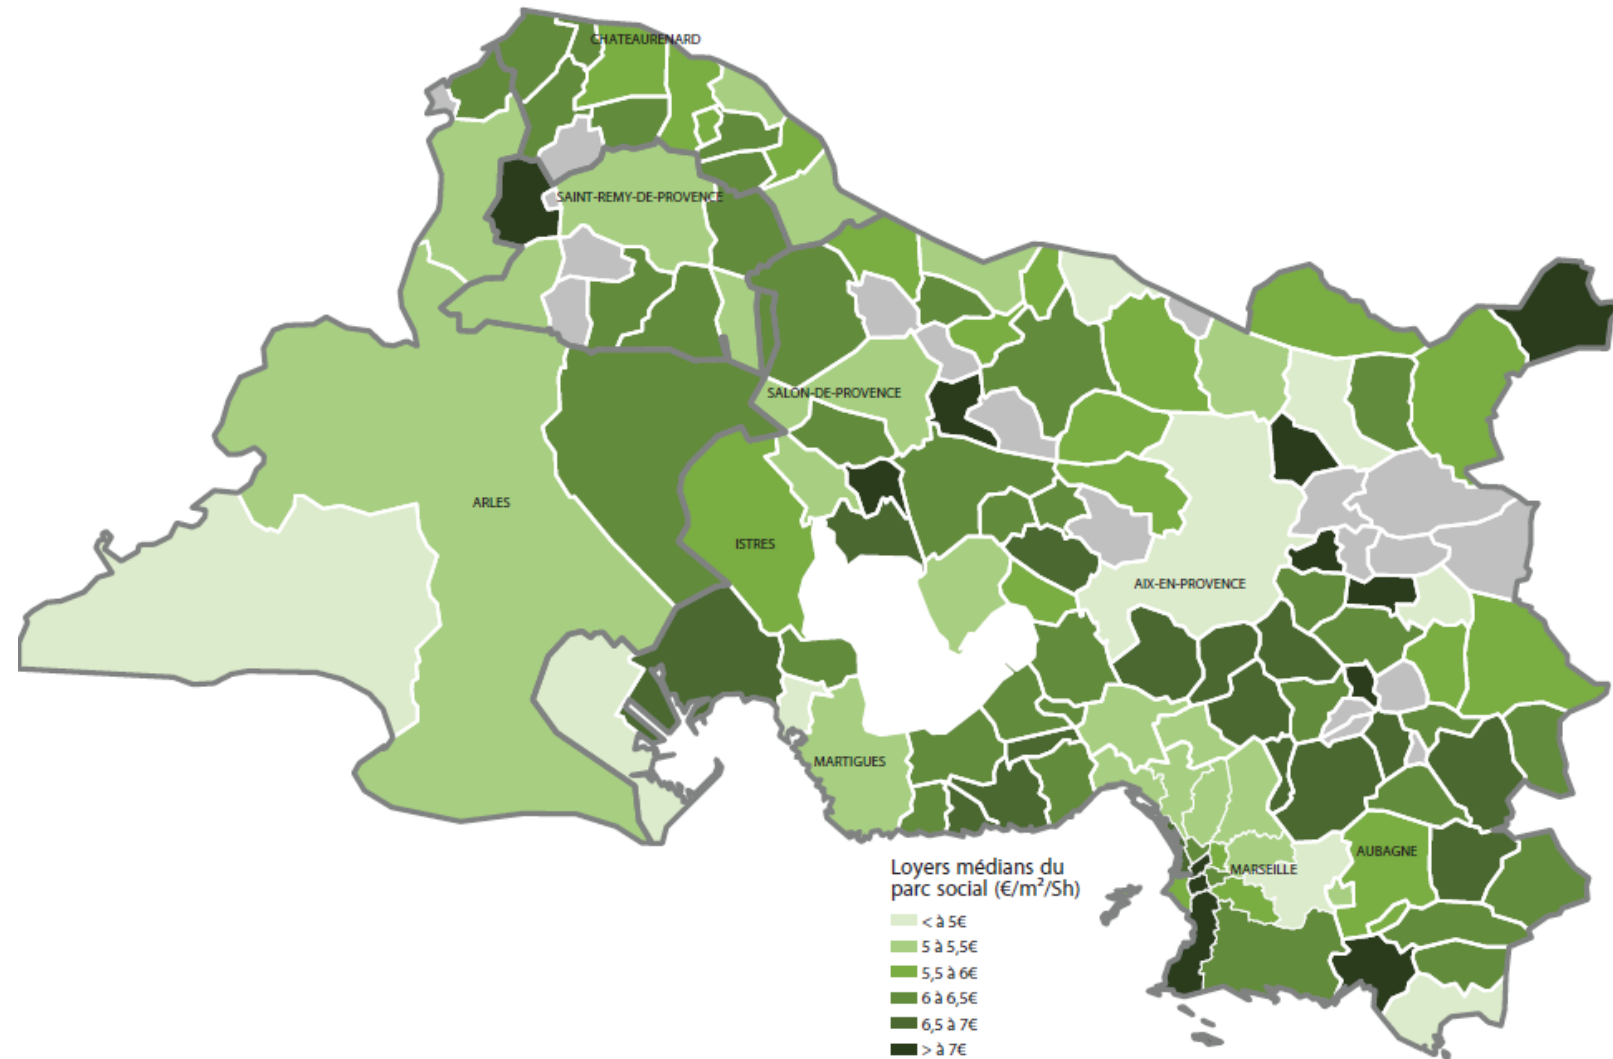 CHATEAURENARD
SAINT-REMY-DE-PROVENCE
SALON-DE-PROVENCE
ARLES
ISTRES
AIX-EN-PROVENCE
MARTIGUES
AUBAGNE
MARSEILLE
Loyers médians du
parc social (€/m²/Sh)
< à 5€
5 à 5,5€
5,5 à 6€
6 à 6,5€
6,5 à 7€
> à 7€